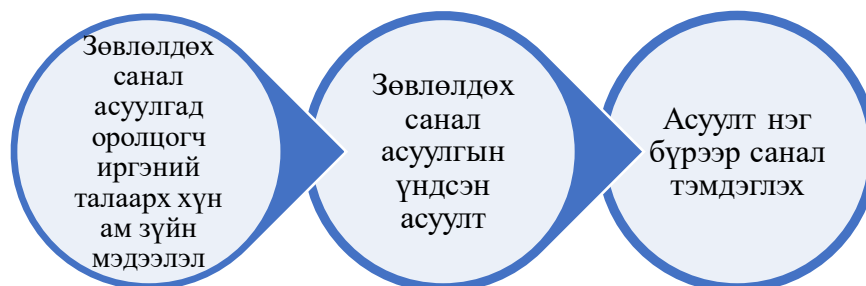 Зөвлөлдөх
санал
асуулгад
оролцогч
иргэний
талаарх хүн
ам зүйн
мэдээлэл
Зөвлөлдөх
санал
асуулгын
үндсэн
асуулт
Асуулт нэг
бүрээр санал
тэмдэглэх